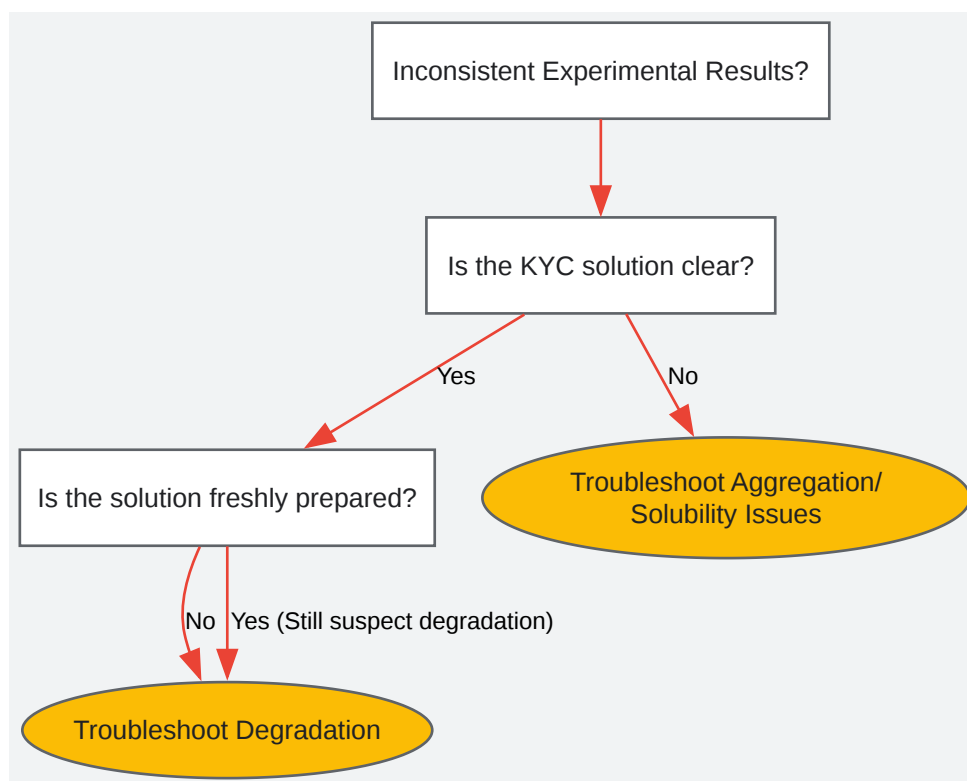 Inconsistent Experimental Results?
Is the KYC solution clear?
Yes
No
Is the solution freshly prepared?
Troubleshoot Aggregation/
Solubility Issues
No
Yes (Still suspect degradation)
Troubleshoot Degradation